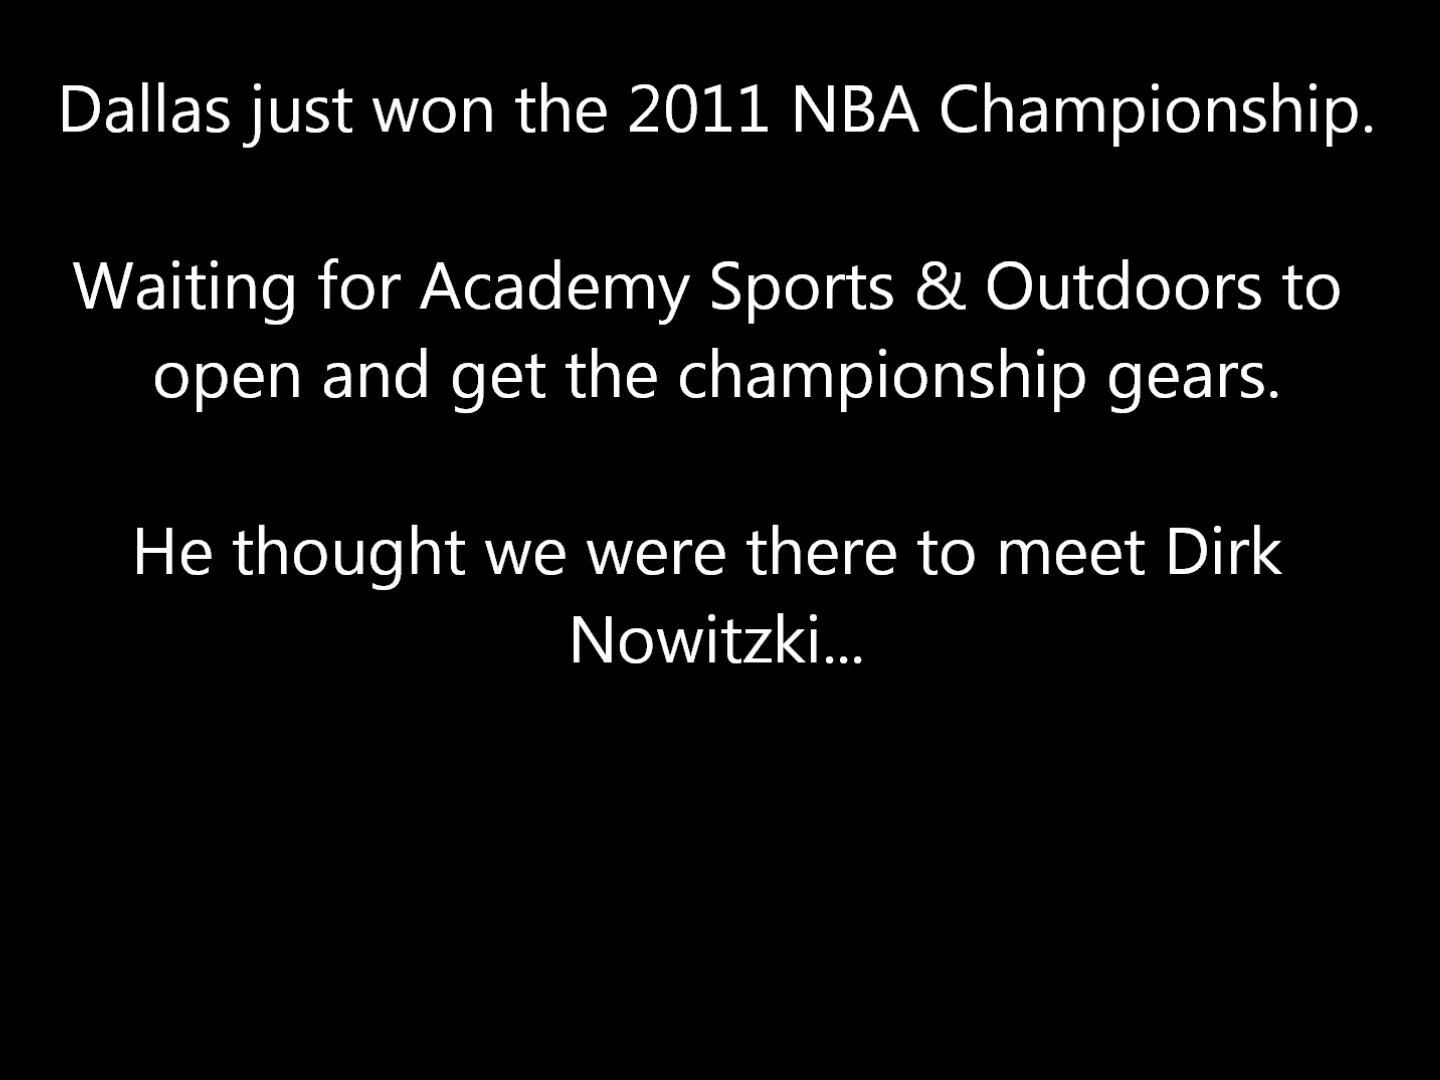 Dallas just won the 2011 NBA Championship.
Waiting for Academy Sports & Outdoors to
open and get the championship gears.
He thought we were there to meet Dirk
Nowitzki...